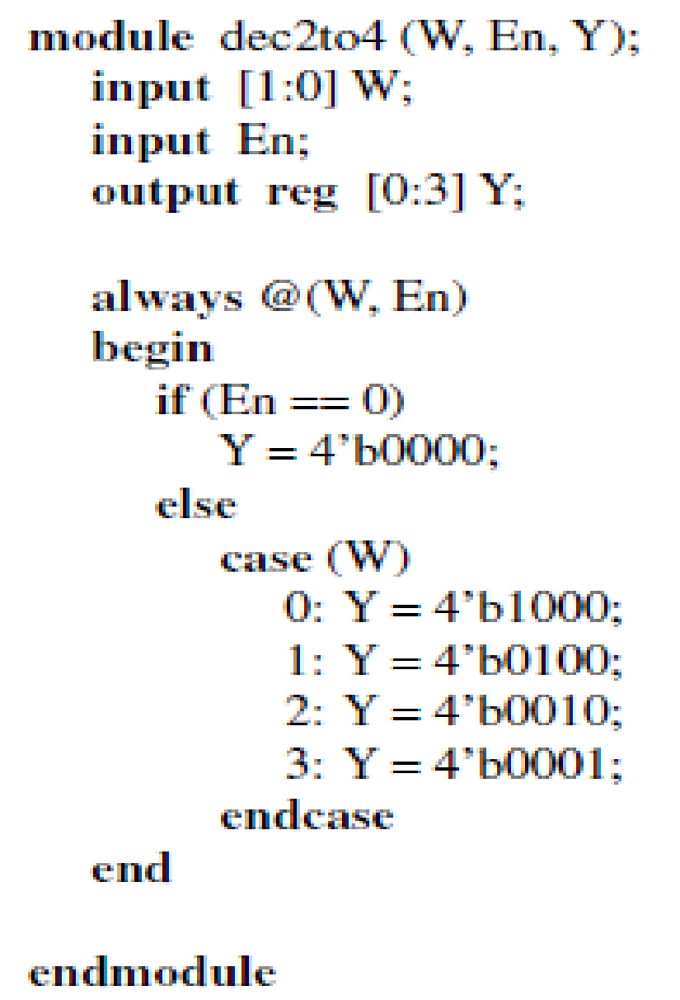 module dec2to4 (W, En, Y);
input [1:0] W;
input En;
output reg [0:3] Y;
always @(W, En)
begin
if (En == 0)
Y = 4’b0000;
else
case (W)
0: Y = 4’b1000;
1: Y = 4’b0100;
2: Y = 4’b0010;
3: Y = 4’b0001;
endcase
end
endmodule